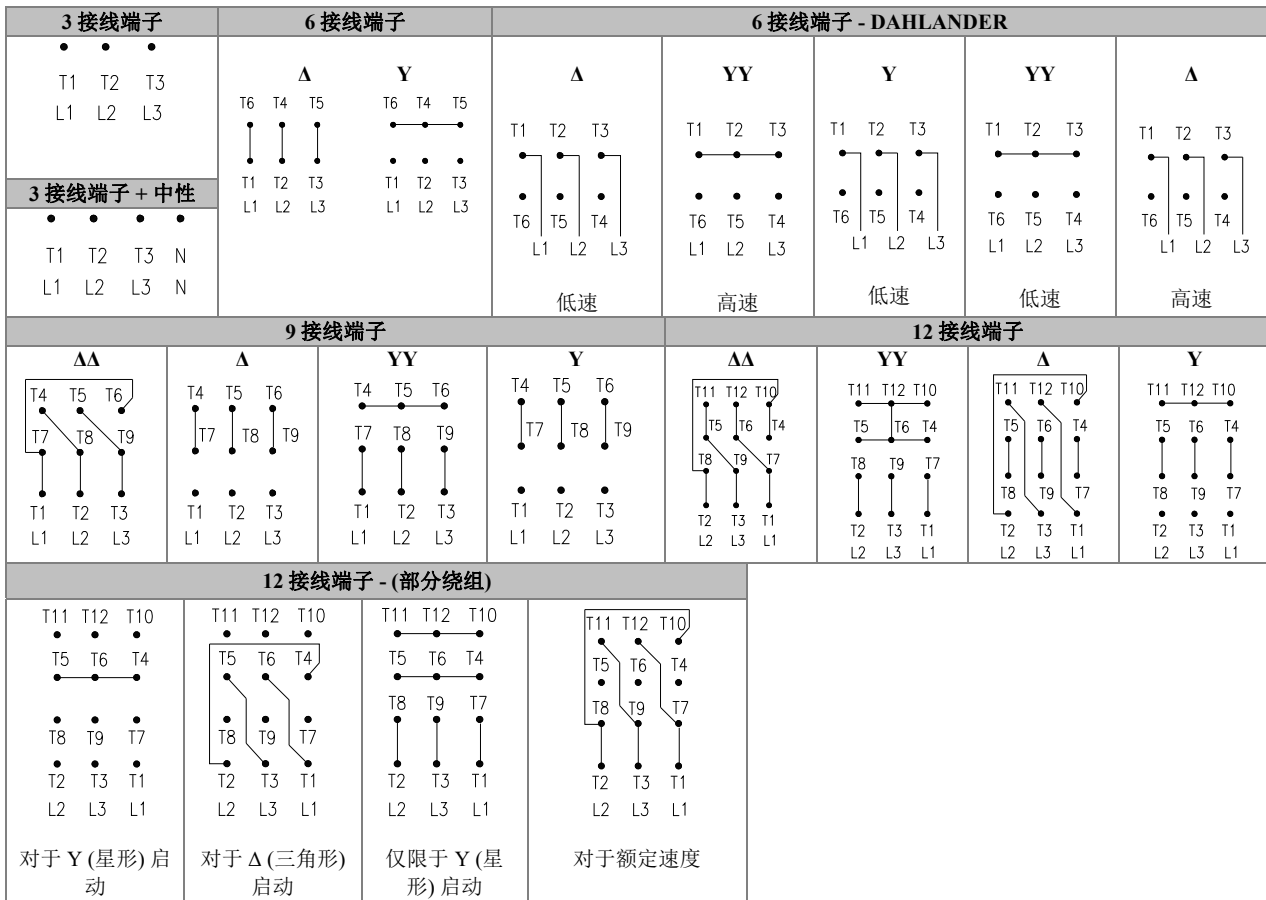 3 接线端子
T1 T2 T3
L1 L2 L3
3 接线端子 + 中性
T1 T2 T3 N
L1 L2 L3 N
6 接线端子
Δ Y
T6 T4 T5 T6 T4 T5
T1 T2 T3 T1 T2 T3
L1 L2 L3 L1 L2 L3
6 接线端子 - DAHLANDER
Δ
T1 T2 T3
T6 T5 T4
L1 L2 L3
低速
YY
T1 T2 T3
T6 T5 T4
L1 L2 L3
高速
Y
T1 T2 T3
T6 T5 T4
L1 L2 L3
低速
YY
T1 T2 T3
T6 T5 T4
L1 L2 L3
低速
Δ
T1 T2 T3
T6 T5 T4
L1 L2 L3
高速
9 接线端子
ΔΔ
T4 T5 T6
T7 T8 T9
T1 T2 T3
L1 L2 L3
Δ
T4 T5 T6
T7 T8 T9
T1 T2 T3
L1 L2 L3
YY
T4 T5 T6
T7 T8 T9
T1 T2 T3
L1 L2 L3
Y
T4 T5 T6
T7 T8 T9
T1 T2 T3
L1 L2 L3
12 接线端子
ΔΔ
T11 T12 T10
T5 T6 T4
T8 T9 T7
T2 T3 T1
L2 L3 L1
YY
T11 T12 T10
T5 T6 T4
T8 T9 T7
T2 T3 T1
L2 L3 L1
Δ
T11 T12 T10
T5 T6 T4
T8 T9 T7
T2 T3 T1
L2 L3 L1
Y
T11 T12 T10
T5 T6 T4
T8 T9 T7
T2 T3 T1
L2 L3 L1
12 接线端子 - (部分绕组)
T11 T12 T10
T5 T6 T4
T8 T9 T7
T2 T3 T1
L2 L3 L1
对于 Y (星形) 启
动
T11 T12 T10
T5 T6 T4
T8 T9 T7
T2 T3 T1
L2 L3 L1
对于 Δ (三角形)
启动
T11 T12 T10
T5 T6 T4
T8 T9 T7
T2 T3 T1
L2 L3 L1
仅限于 Y (星
形) 启动
T11 T12 T10
T5 T6 T4
T8 T9 T7
T2 T3 T1
L2 L3 L1
对于额定速度